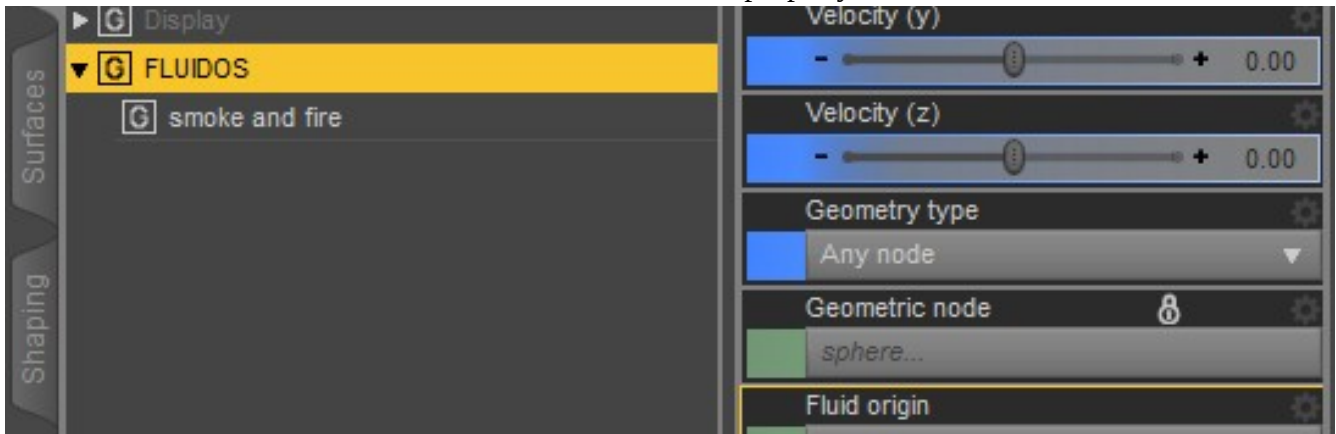 G Display
Surfaces
G FLUIDOS
G smoke and fire
Shaping
Velocity (y)
- + 0.00
Velocity (z)
- + 0.00
Geometry type
Any node
Geometric node
sphere...
Fluid origin